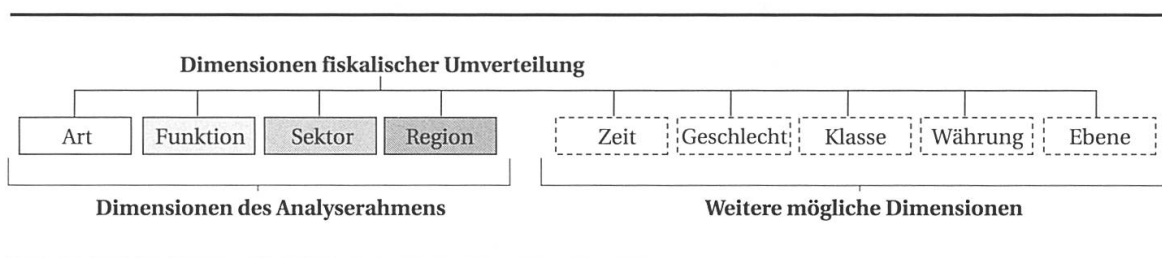 Dimensionen fiskalischer Umverteilung
Art Funktion Sektor Region Zeit Geschlecht Klasse Währung Ebene
Dimensionen des Analyserahmens Weitere mögliche Dimensionen